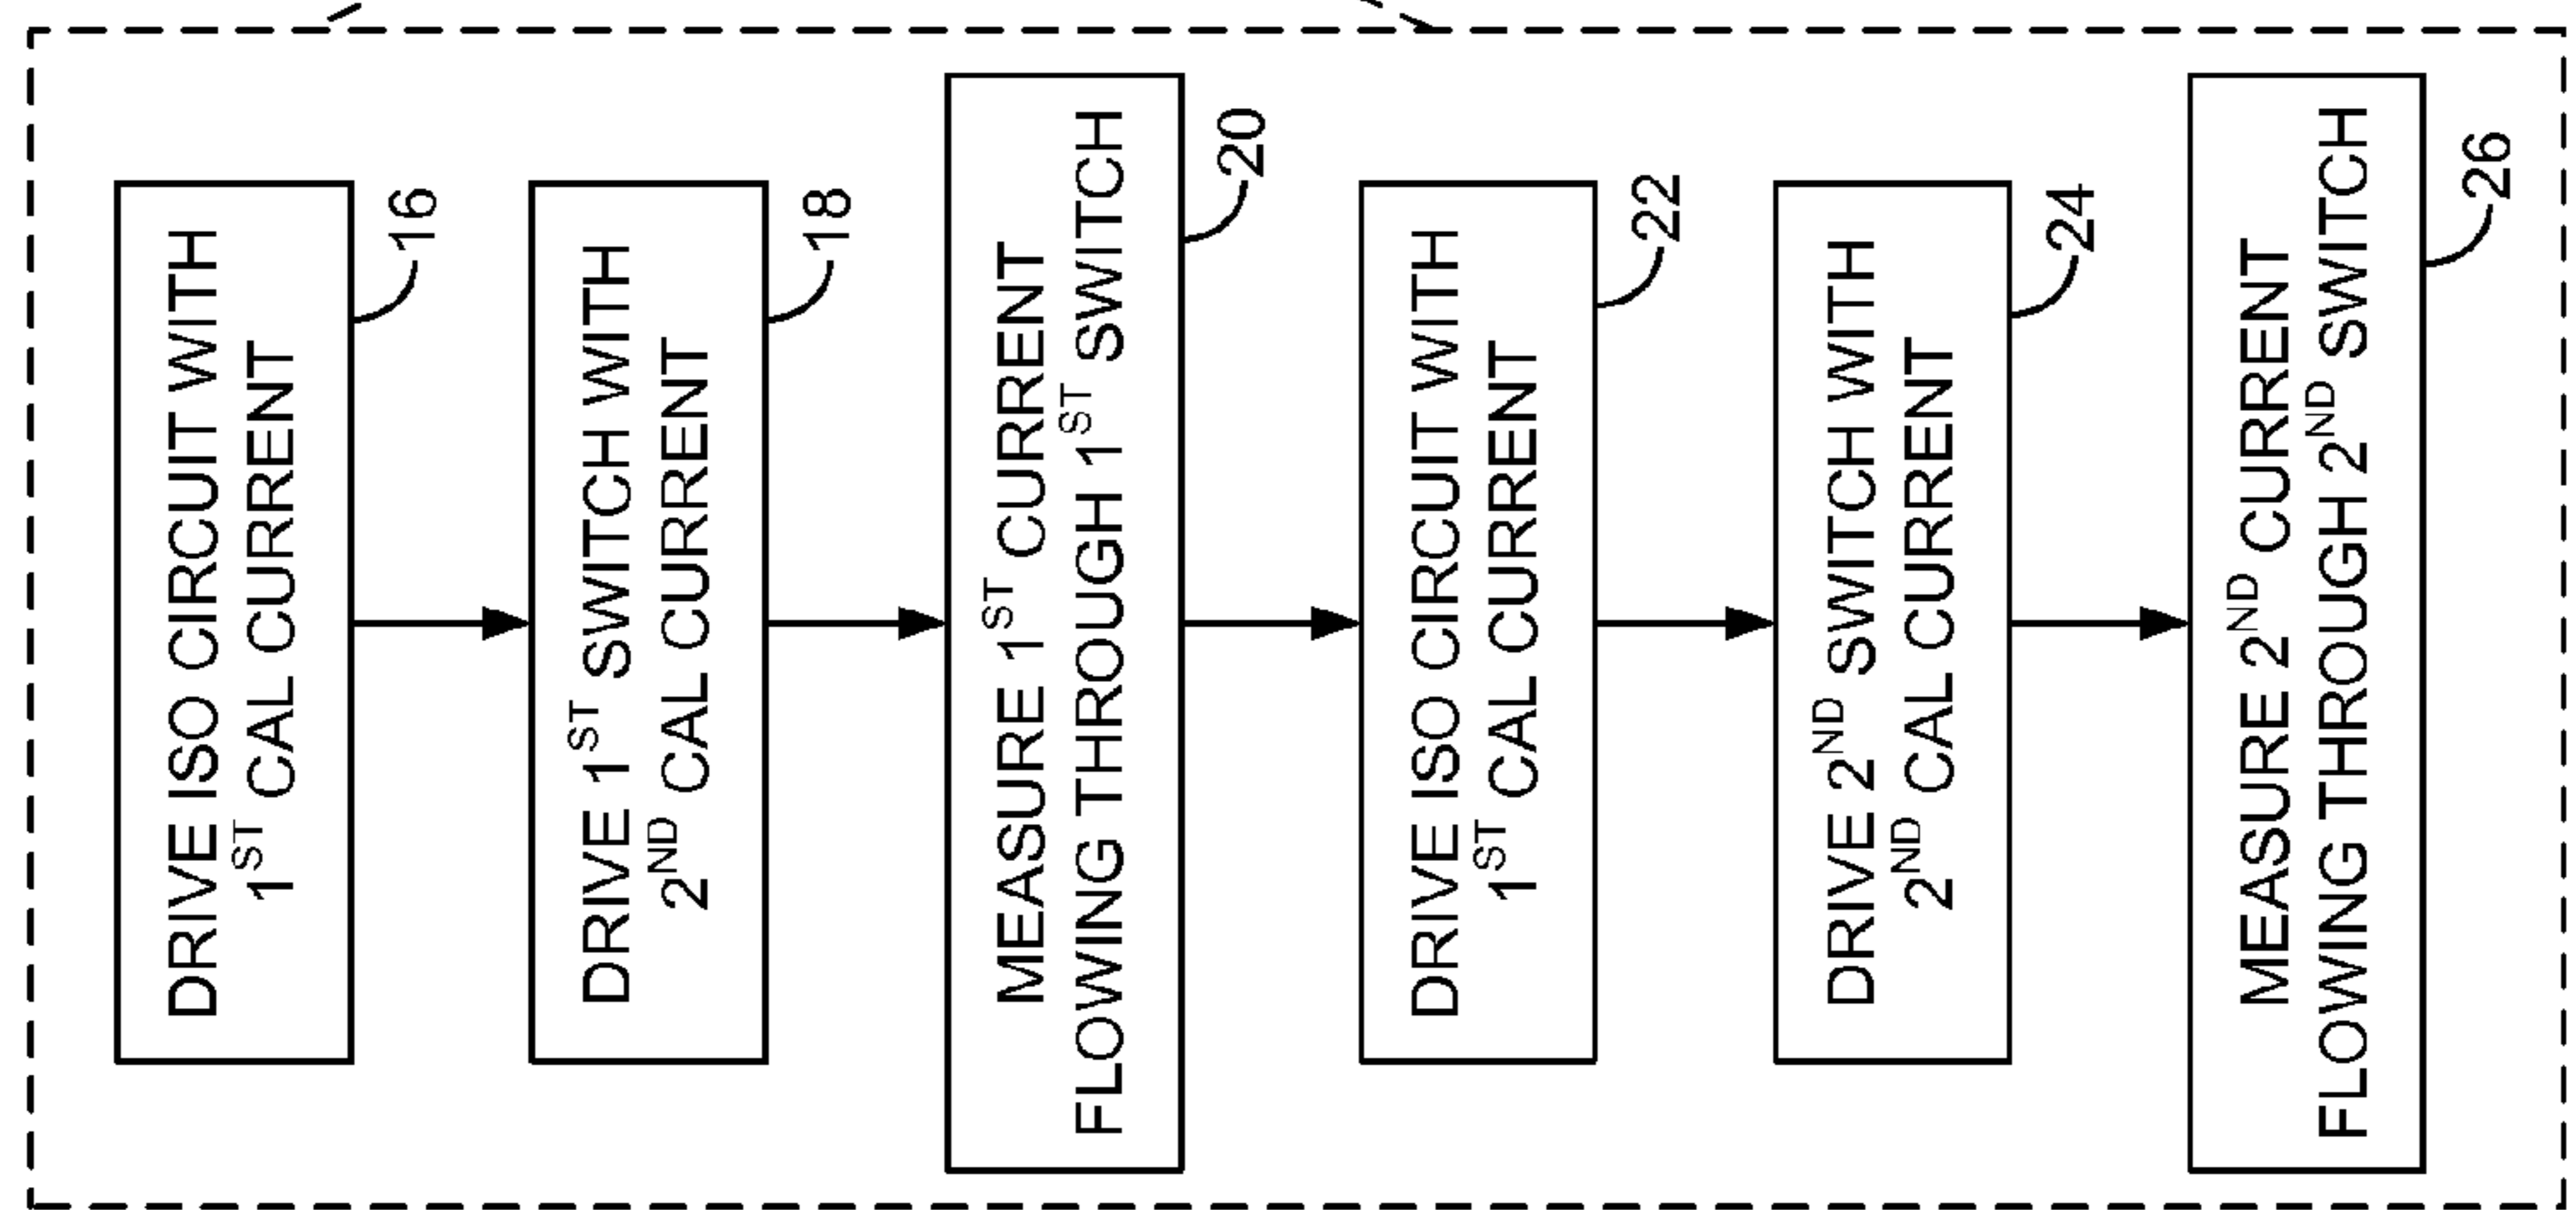 DRIVE ISO CIRCUIT WITH
1ST CAL CURRENT
16
DRIVE 1ST SWITCH WITH
2ND CAL CURRENT
18
MEASURE 1ST CURRENT
FLOWING THROUGH 1ST SWITCH
20
DRIVE ISO CIRCUIT WITH
1ST CAL CURRENT
22
DRIVE 2ND SWITCH WITH
2ND CAL CURRENT
24
MEASURE 2ND CURRENT
FLOWING THROUGH 2ND SWITCH
26